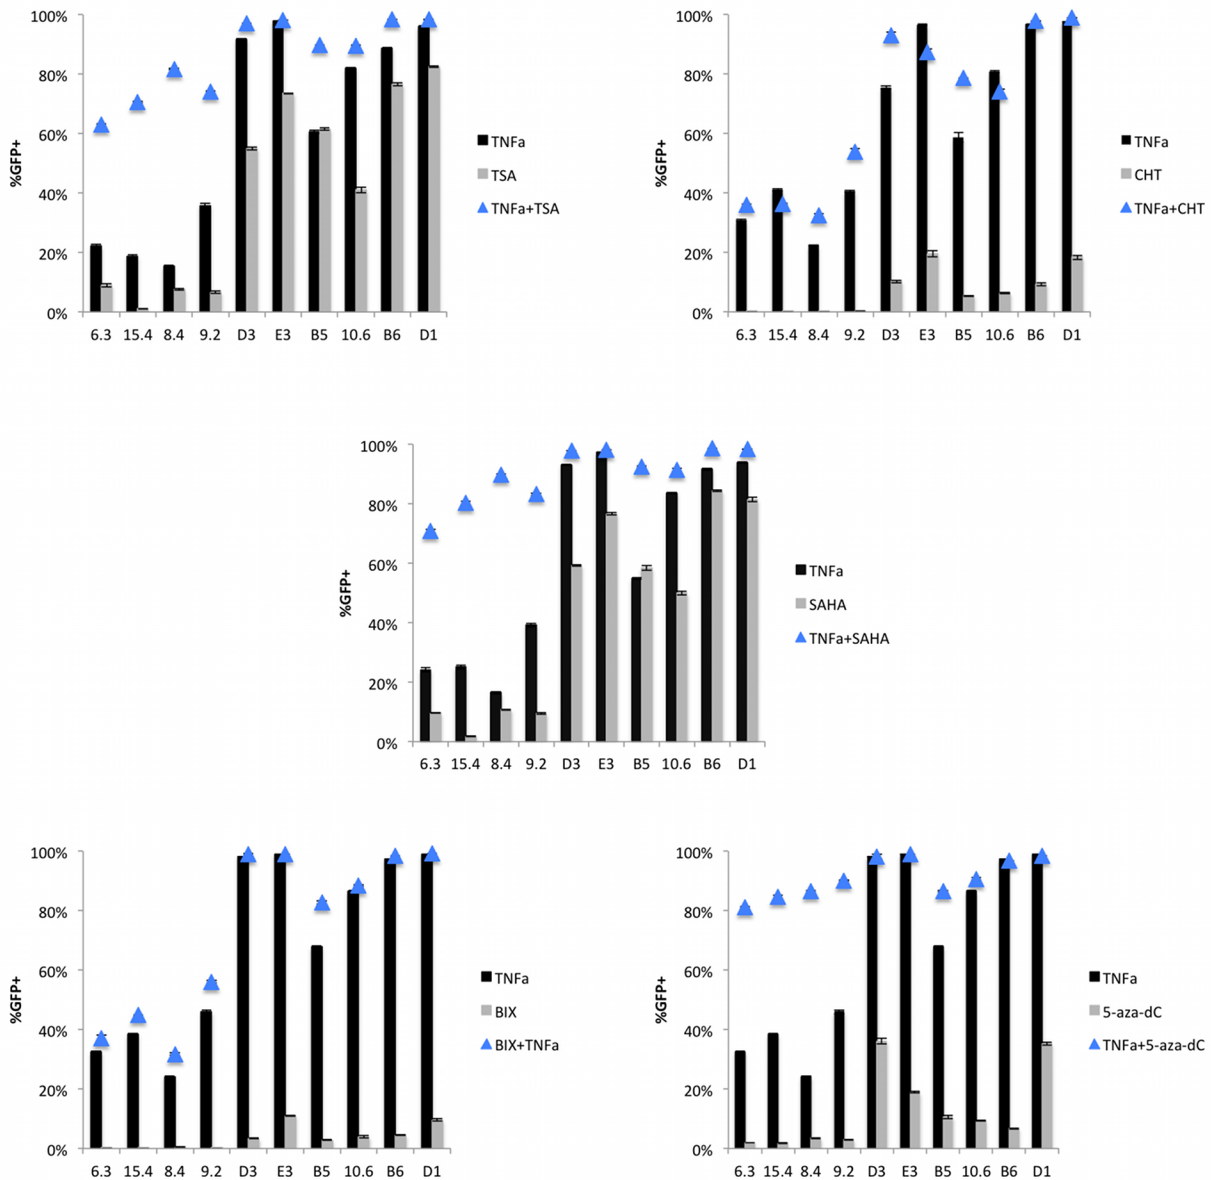 100%
80%
60%
40%
20%
0%
%GFP+
6.3 15.4 8.4 9.2 D3 E3 B5 10.6 B6 D1
TNFa
TSA
TNFa+TSA
100%
80%
60%
40%
20%
0%
%GFP+
6.3 15.4 8.4 9.2 D3 E3 B5 10.6 B6 D1
TNFa
CHT
TNFa+CHT
100%
80%
60%
40%
20%
0%
%GFP+
6.3 15.4 8.4 9.2 D3 E3 B5 10.6 B6 D1
TNFa
SAHA
TNFa+SAHA
100%
80%
60%
40%
20%
0%
%GFP+
6.3 15.4 8.4 9.2 D3 E3 B5 10.6 B6 D1
TNFa
BIX
BIX+TNFa
100%
80%
60%
40%
20%
0%
%GFP+
6.3 15.4 8.4 9.2 D3 E3 B5 10.6 B6 D1
TNFa
5-aza-dC
TNFa+5-aza-dC